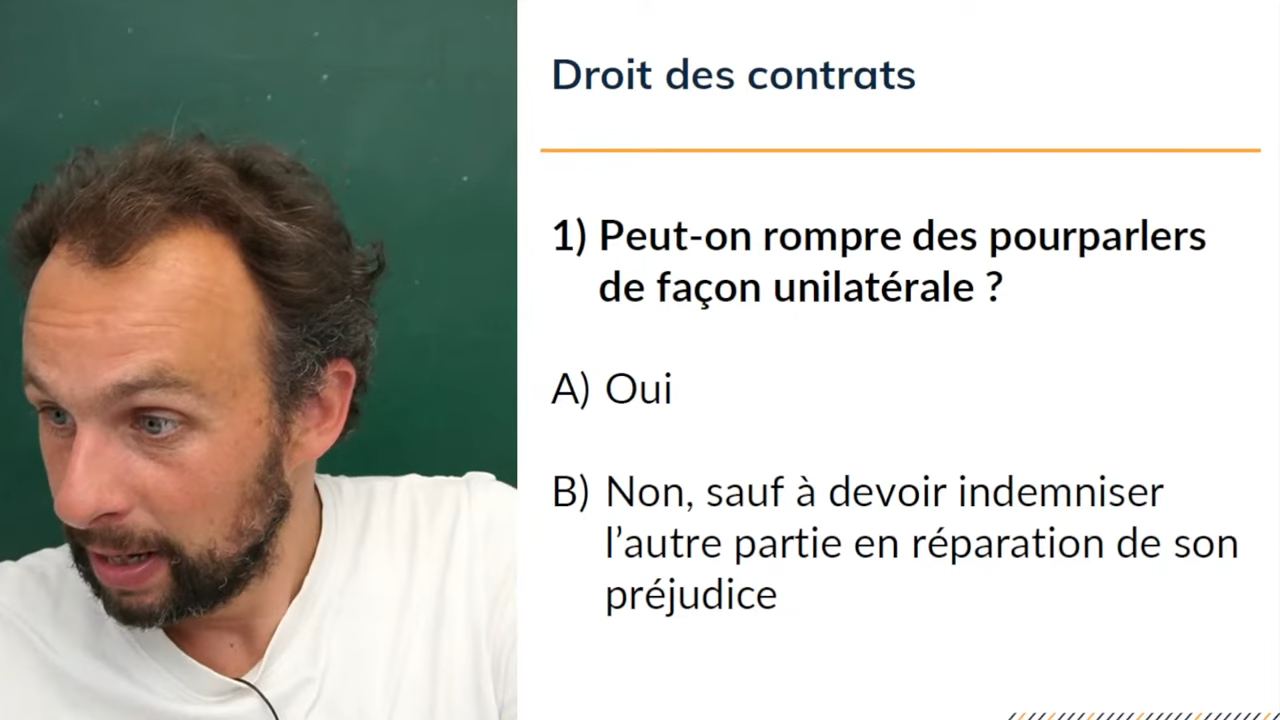 Droit des contrats
1) Peut-on rompre des pourparlers
de façon unilatérale ?
A) Oui
B) Non, sauf à devoir indemniser
l'autre partie en réparation de son
préjudice